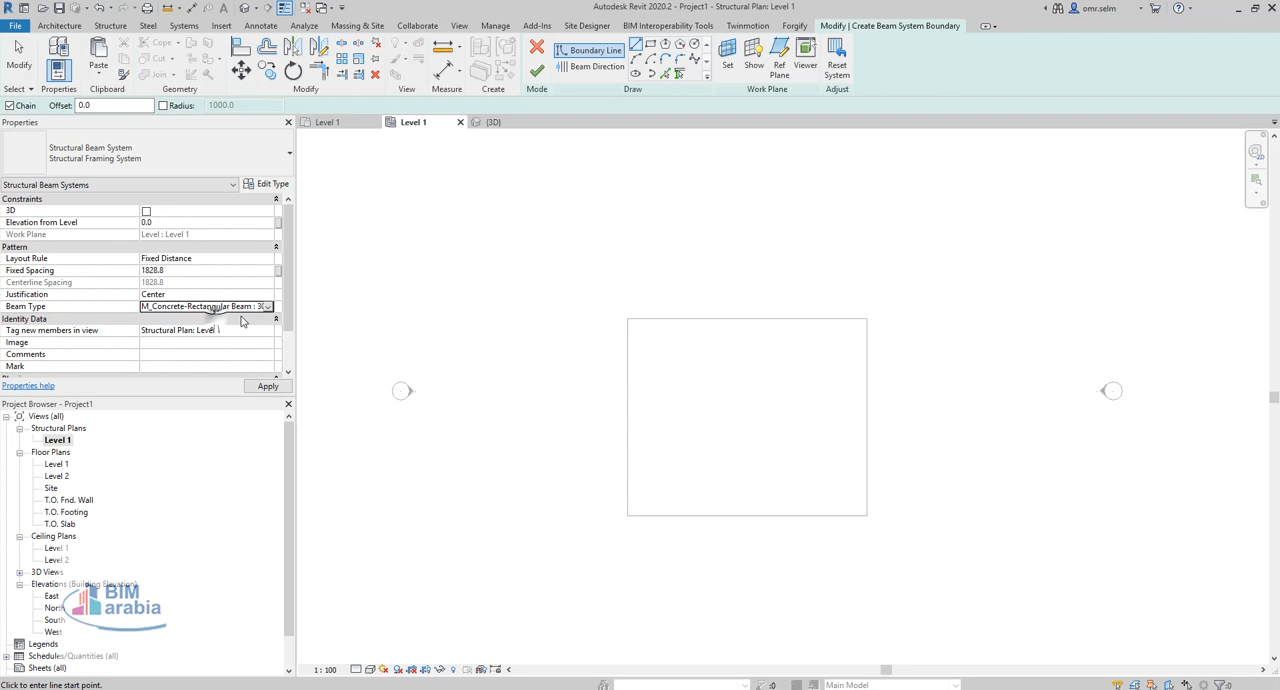 Autodesk Revit 2020.2 - Project1 - Structural Plan: Level 1
omr.selm
File Architecture Structure Steel Systems Insert Annotate Analyze Massing & Site Collaborate View Manage Add-Ins Site Designer BIM Interoperability Tools Twinmotion Forgify Modify | Create Beam System Boundary
Modify
Paste
Cope
Cut
Join
Boundary Line
Beam Direction
Set Show Ref Plane Viewer Reset System
Select Properties Clipboard Geometry Modify View Measure Create Mode Draw Work Plane Adjust
Chain Offset: 0.0 Radius: 1000.0
Properties
Level 1
Level 1
{3D}
Structural Beam System
Structural Framing System
Structural Beam Systems
Edit Type
Constraints
3D
Elevation from Level 0.0
Work Plane Level : Level 1
Pattern
Layout Rule Fixed Distance
Fixed Spacing 1828.8
Centerline Spacing 1828.8
Justification Center
Beam Type M_Concrete-Rectangular Beam : 30
Identity Data
Tag new members in view Structural Plan: Level 1
Image
Comments
Mark
Properties help
Apply
Project Browser - Project1
Views (all)
Structural Plans
Level 1
Floor Plans
Level 1
Level 2
Site
T.O. Fnd. Wall
T.O. Footing
T.O. Slab
Ceiling Plans
Level 1
Level 2
3D Views
Elevations (Building Elevation)
East
North
South
West
BIM
arabia
Legends
Schedules/Quantities (all)
Sheets (all)
1 : 100
Click to enter line start point.
:0
Main Model
:0